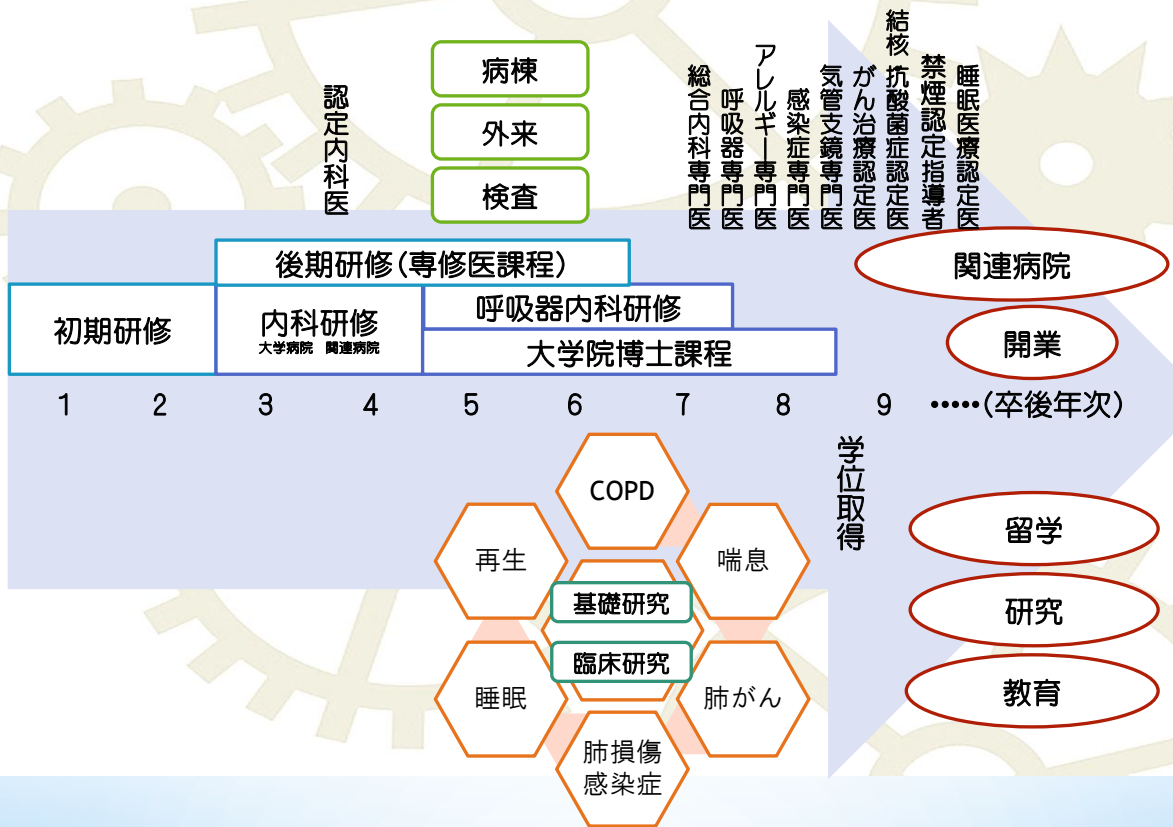 認定内科医
病棟
外来
検査
総合内科専門医
呼吸器専門医
アレルギー専門医
感染症専門医
気管支鏡専門医
がん治療認定医
結核・抗酸菌症認定医
禁煙認定指導者
睡眠医療認定医
後期研修(専修医課程)
初期研修
内科研修
大学病院 関連病院
呼吸器内科研修
大学院博士課程
関連病院
開業
1 2 3 4 5 6 7 8 9 ・・・・・(卒後年次)
学位取得
COPD
再生
喘息
基礎研究
臨床研究
睡眠
肺がん
肺損傷
感染症
留学
研究
教育